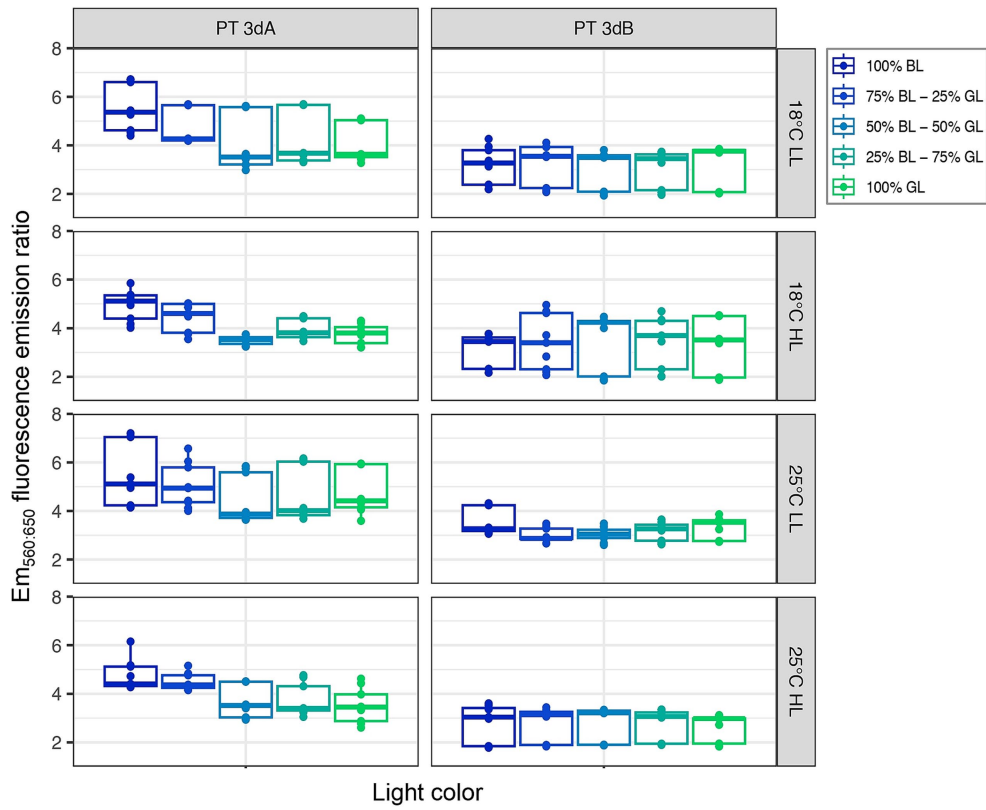 PT 3dA
PT 3dB
8
6
4
2
18°C LL
8
6
4
2
18°C HL
8
6
4
2
25°C LL
8
6
4
2
25°C HL
Em560:650 fluorescence emission ratio
Light color
100% BL
75% BL – 25% GL
50% BL – 50% GL
25% BL – 75% GL
100% GL